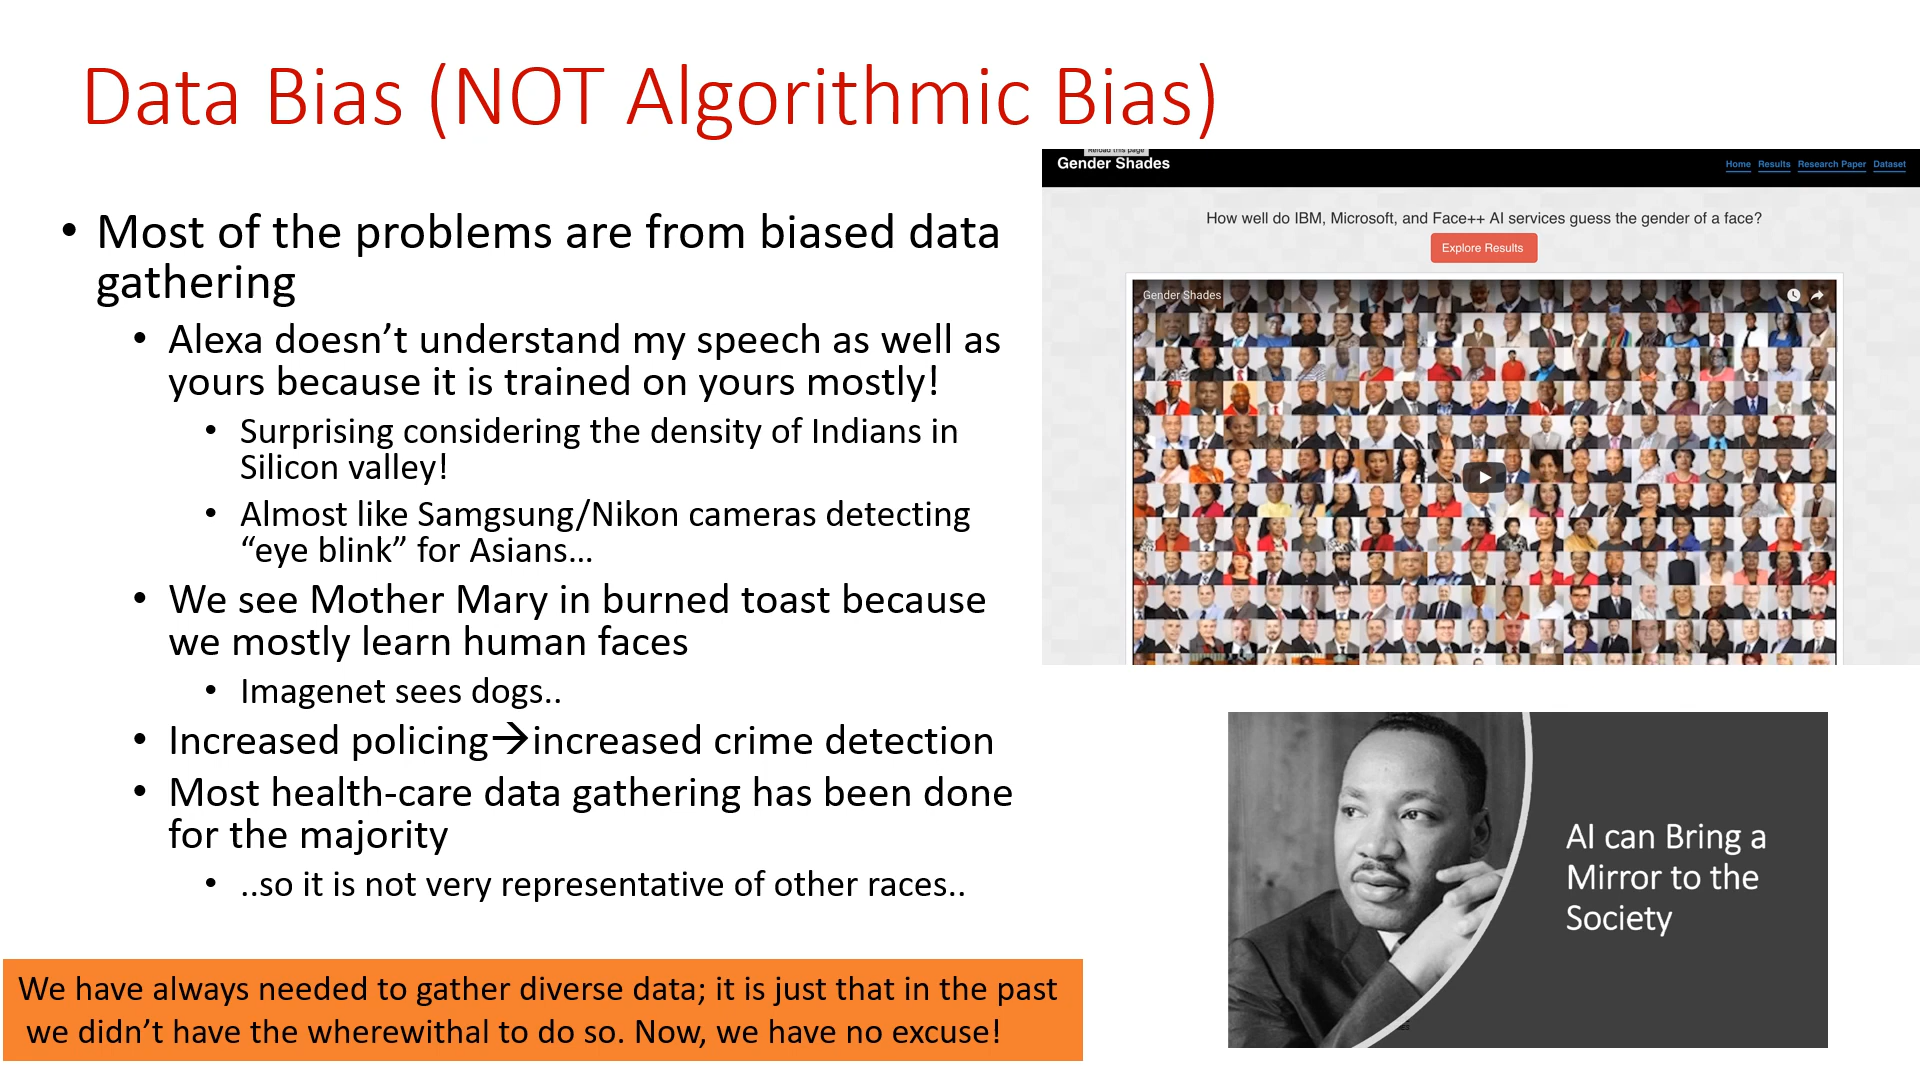 Data Bias (NOT Algorithmic Bias)
• Most of the problems are from biased data
gathering
• Alexa doesn’t understand my speech as well as
yours because it is trained on yours mostly!
• Surprising considering the density of Indians in
Silicon valley!
• Almost like Samgsung/Nikon cameras detecting
“eye blink” for Asians…
• We see Mother Mary in burned toast because
we mostly learn human faces
• Imagenet sees dogs..
• Increased policing→increased crime detection
• Most health-care data gathering has been done
for the majority
• ..so it is not very representative of other races..
We have always needed to gather diverse data; it is just that in the past
we didn’t have the wherewithal to do so. Now, we have no excuse!
Reload this page
Gender Shades
Home Results Research Paper Dataset
How well do IBM, Microsoft, and Face++ AI services guess the gender of a face?
Explore Results
Gender Shades
AI can Bring a
Mirror to the
Society